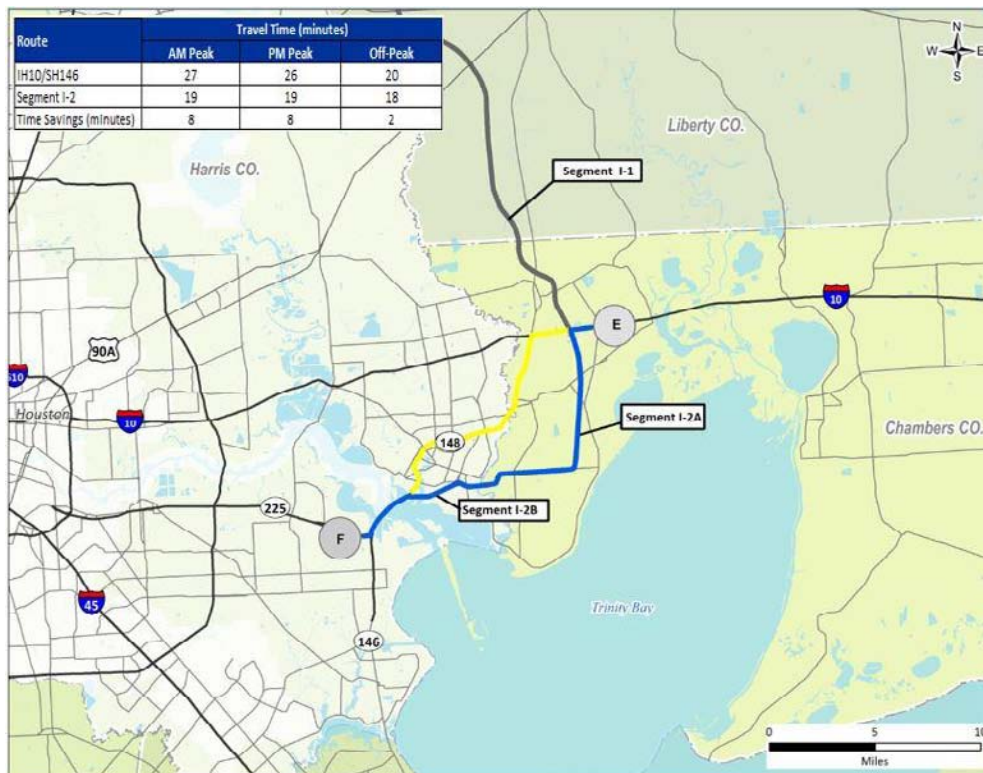 Route Travel Time (minutes)
AM Peak PM Peak Off-Peak
IH10/SH146 27 26 20
Segment I-2 19 19 18
Time Savings (minutes) 8 8 2
N
W E
S
Liberty CO.
Harris CO.
Segment I-1
E
10
90A
610
Houston
10
Segment I-2A
148
Chambers CO.
225
Segment I-2B
F
45
Trinity Bay
146
0 5 10
Miles